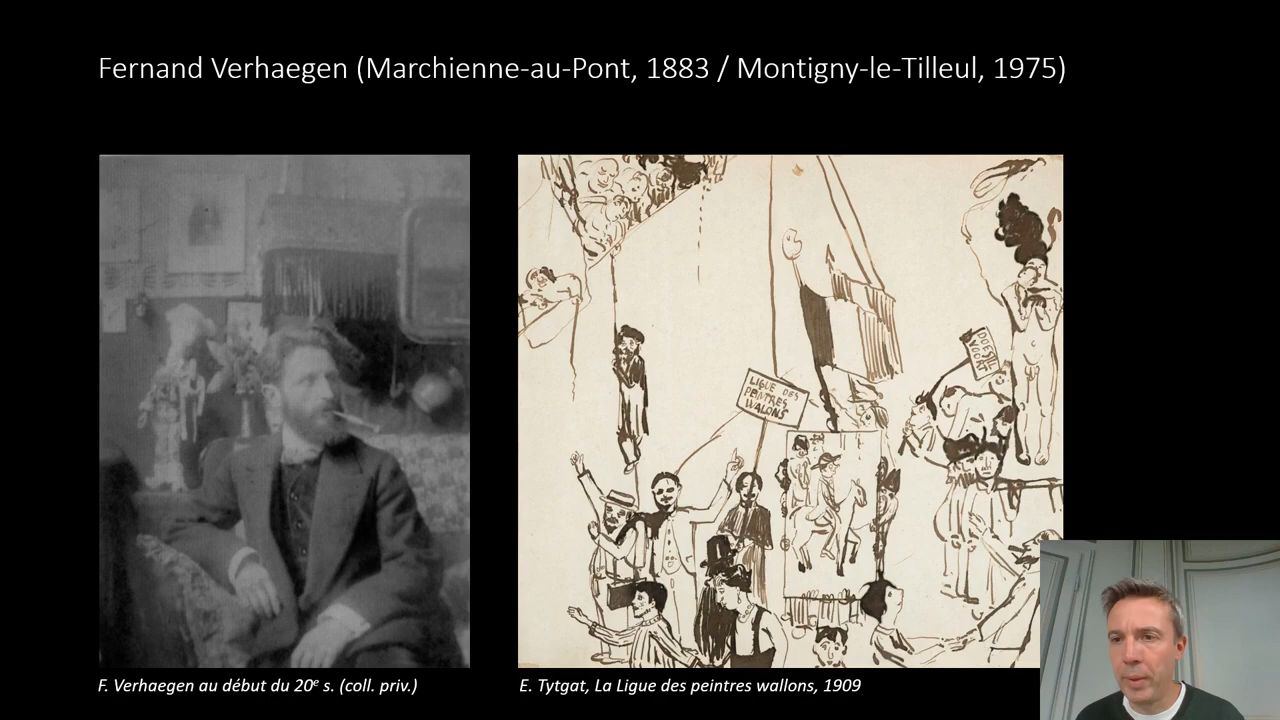 Fernand Verhaegen (Marchienne-au-Pont, 1883 / Montigny-le-Tilleul, 1975)
LIGUE DES
PEINTRES
WALONS
F. Verhaegen au début du 20e s. (coll. priv.)
E. Tytgat, La Ligue des peintres wallons, 1909